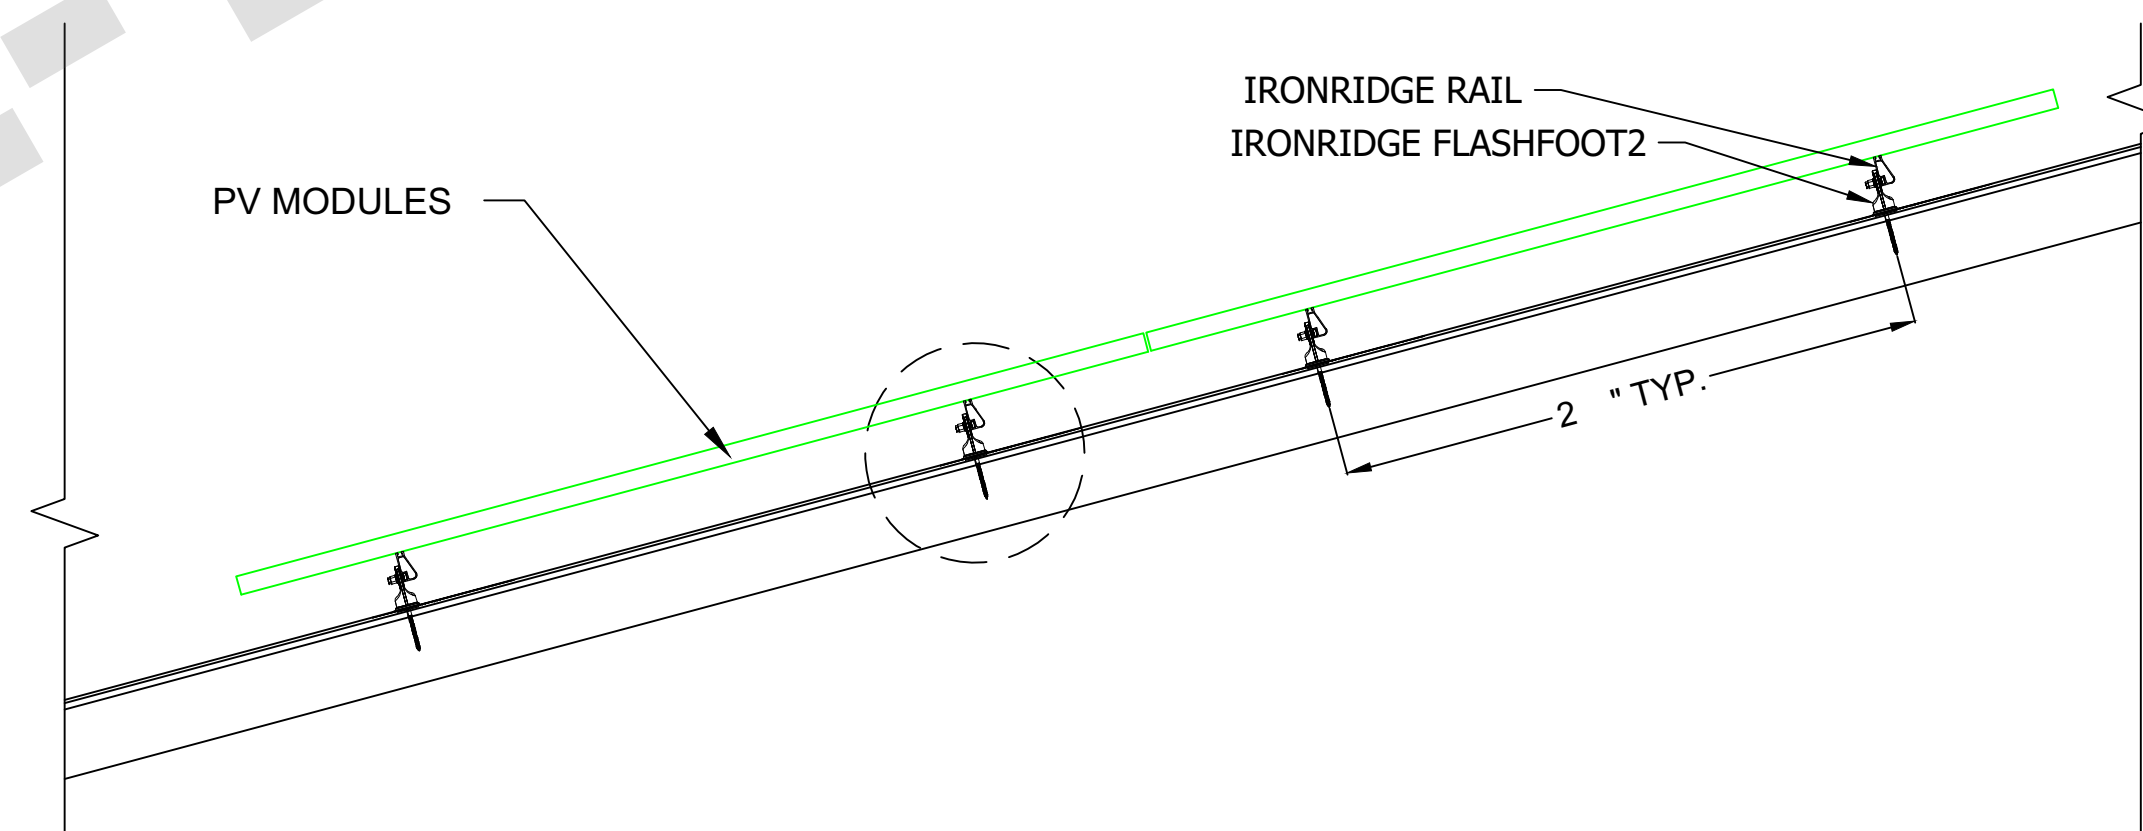 IRONRIDGE RAIL
IRONRIDGE FLASHFOOT2
PV MODULES
2 " TYP.